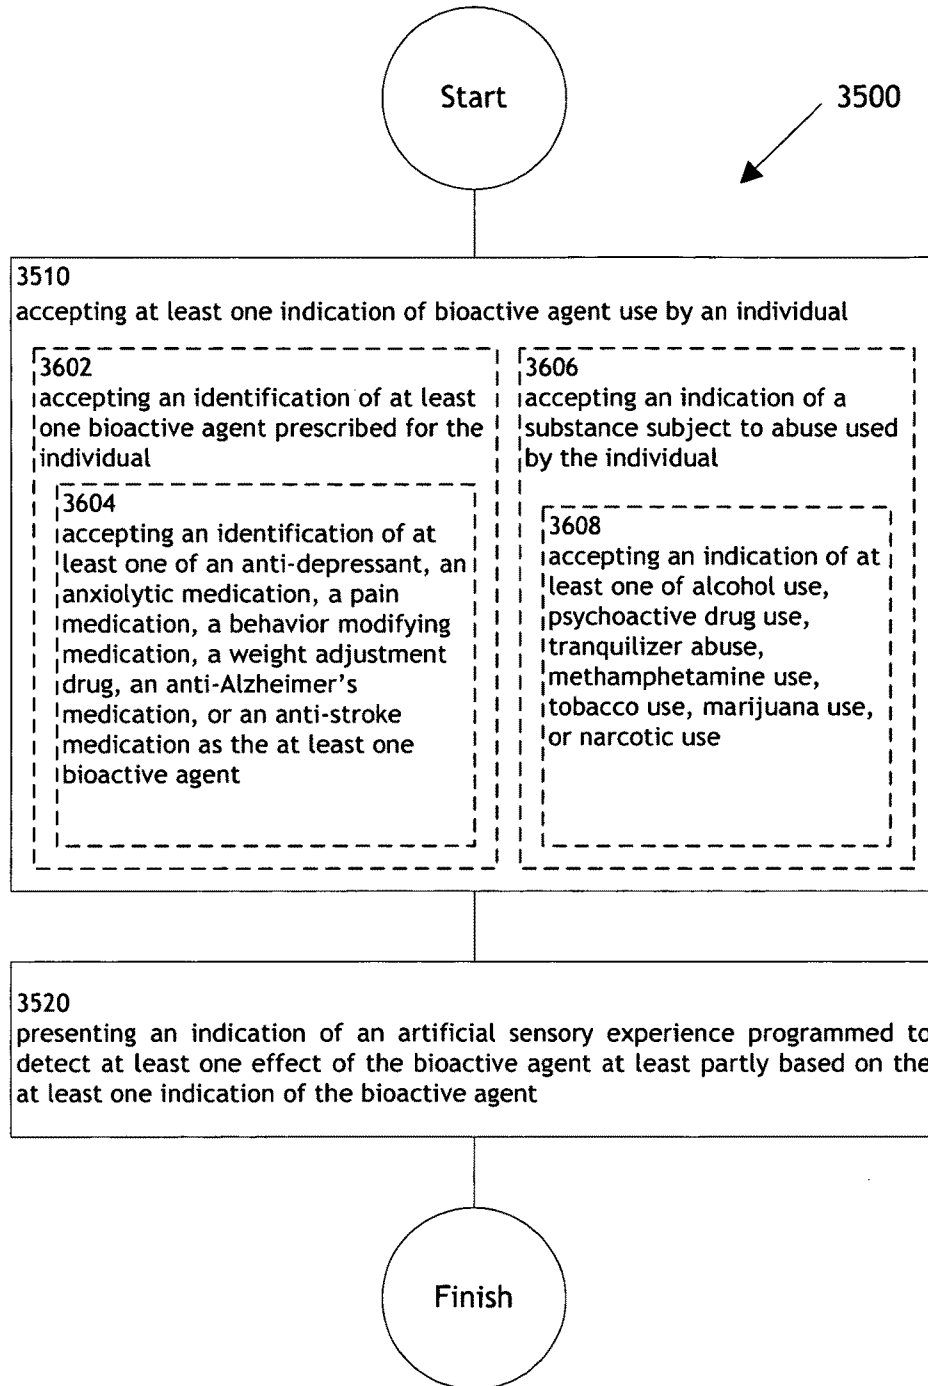 Start
3500
3510
accepting at least one indication of bioactive agent use by an individual
3602
accepting an identification of at least
one bioactive agent prescribed for the
individual
3604
accepting an identification of at
least one of an anti-depressant, an
anxiolytic medication, a pain
medication, a behavior modifying
medication, a weight adjustment
drug, an anti-Alzheimer's
medication, or an anti-stroke
medication as the at least one
bioactive agent
3606
accepting an indication of a
substance subject to abuse used
by the individual
3608
accepting an indication of at
least one of alcohol use,
psychoactive drug use,
tranquilizer abuse,
methamphetamine use,
tobacco use, marijuana use,
or narcotic use
3520
presenting an indication of an artificial sensory experience programmed to
detect at least one effect of the bioactive agent at least partly based on the
at least one indication of the bioactive agent
Finish